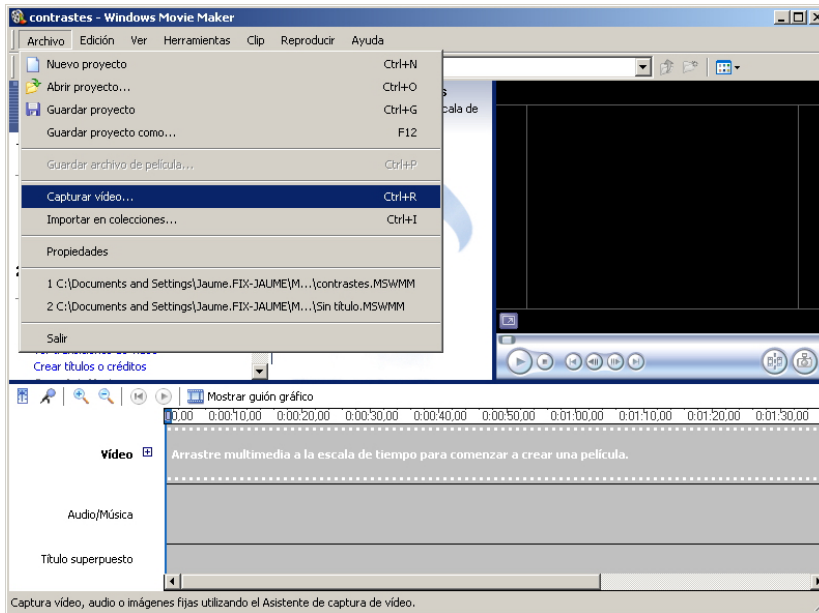 contrastes - Windows Movie Maker
Archivo Edición Ver Herramientas Clip Reproducir Ayuda
Nuevo proyecto Ctrl+N
Abrir proyecto... Ctrl+O
Guardar proyecto Ctrl+G
cala de
Guardar proyecto como... F12
Guardar archivo de película... Ctrl+P
Capturar vídeo... Ctrl+R
Importar en colecciones... Ctrl+I
Propiedades
1 C:\Documents and Settings\Jaume.FIX-JAUME\M...\contrastes.MSWMM
2 C:\Documents and Settings\Jaume.FIX-JAUME\M...\Sin título.MSWMM
Salir
Crear títulos o créditos
Mostrar guión gráfico
00,00 0:00:10,00 0:00:20,00 0:00:30,00 0:00:40,00 0:00:50,00 0:01:00,00 0:01:10,00 0:01:20,00 0:01:30,00
Vídeo Arrastre multimedia a la escala de tiempo para comenzar a crear una película.
Audio/Música
Título superpuesto
Captura vídeo, audio o imágenes fijas utilizando el Asistente de captura de vídeo.